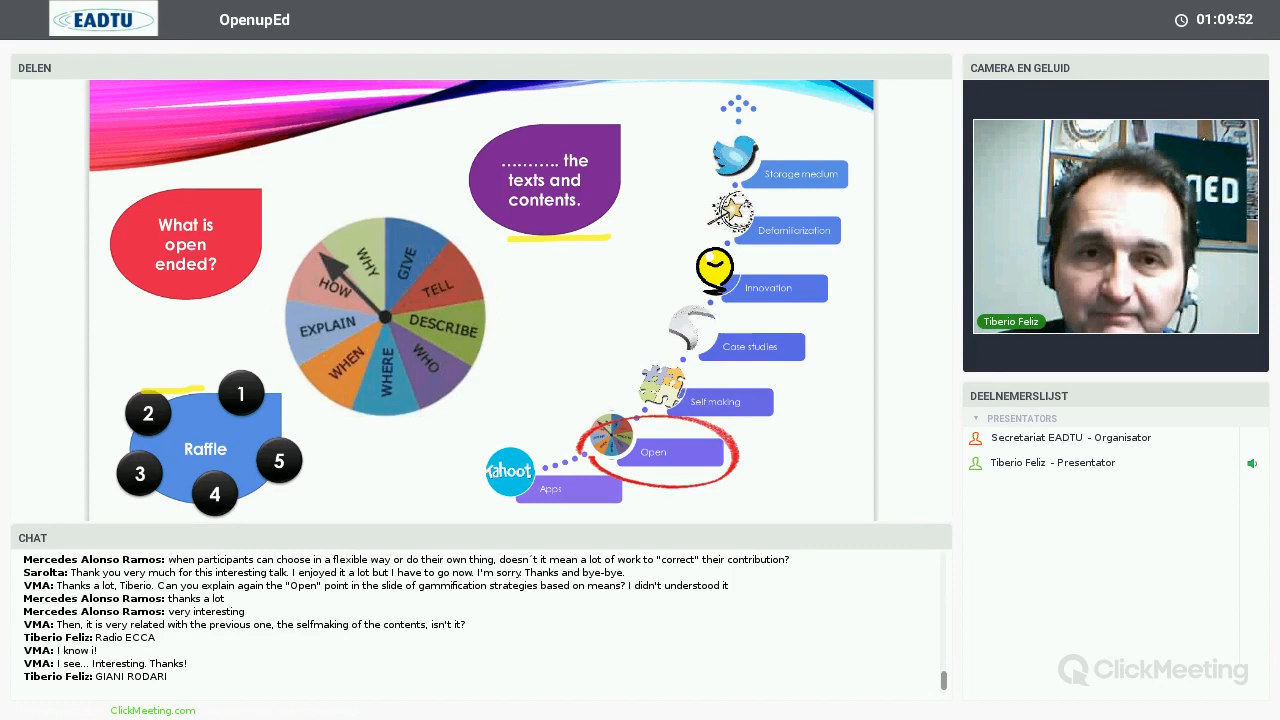 EADTU
OpenupEd
01:09:52
DELEN
What is
open
ended?
WHY
GIVE
HOW
TELL
EXPLAIN
DESCRIBE
WHEN
WHERE
WHO
……….. the
texts and
contents.
Storage medium
Defamiliarization
Innovation
Case studies
Self making
Open
ahoot
Apps
1
2
Raffle
3
5
4
CAMERA EN GELUID
NED
Tiberio Feliz
DEELNEMERSLIJST
PRESENTATORS
Secretariat EADTU - Organisator
Tiberio Feliz - Presentator
CHAT
Mercedes Alonso Ramos: when participants can choose in a flexible way or do their own thing, doesn´t it mean a lot of work to "correct" their contribution?
Sarolta: Thank you very much for this interesting talk. I enjoyed it a lot but I have to go now. I'm sorry. Thanks and bye-bye.
VMA: Thanks a lot, Tiberio. Can you explain again the "Open" point in the slide of gammification strategies based on means? I didn't understood it
Mercedes Alonso Ramos: thanks a lot
Mercedes Alonso Ramos: very interesting
VMA: Then, it is very related with the previous one, the selfmaking of the contents, isn't it?
Tiberio Feliz: Radio ECCA
VMA: I know i!
VMA: I see... Interesting. Thanks!
Tiberio Feliz: GIANI RODARI
ClickMeeting
ClickMeeting.com